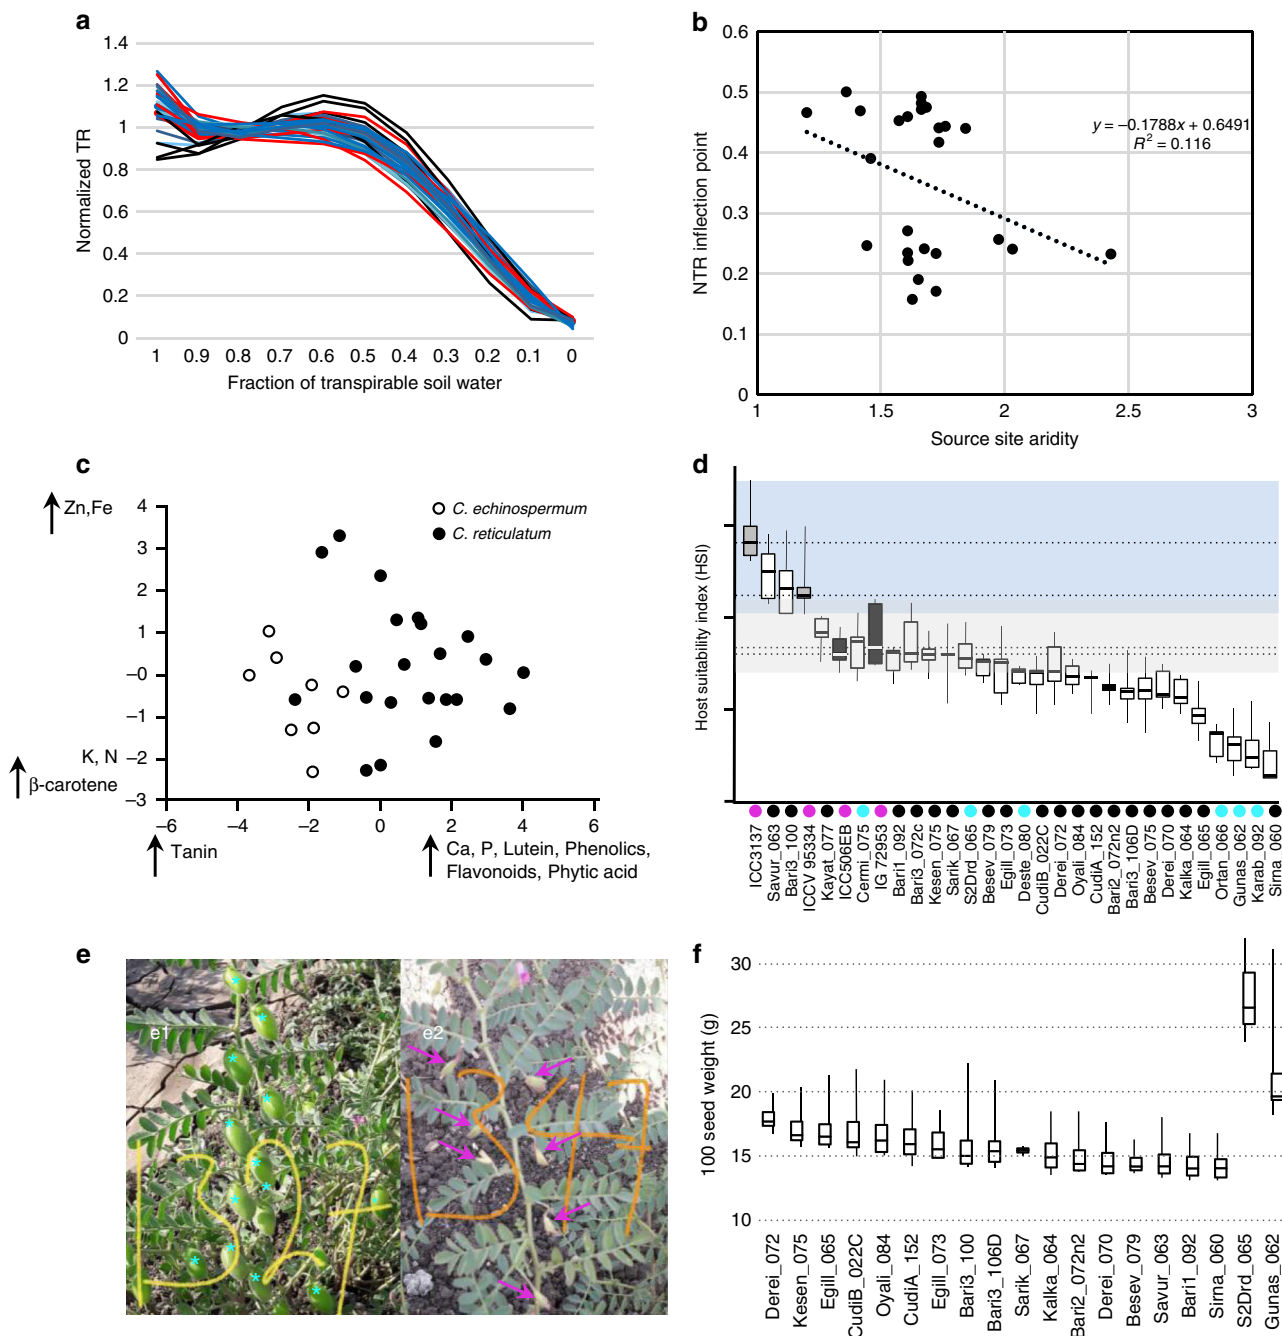 a
1.4
1.2
1
0.8
0.6
0.4
0.2
0
Normalized TR
1 0.9 0.8 0.7 0.6 0.5 0.4 0.3 0.2 0.1 0
Fraction of transpirable soil water
b
0.6
0.5
0.4
0.3
0.2
0.1
0
NTR inflection point
y = –0.1788x + 0.6491
R² = 0.116
1 1.5 2 2.5 3
Source site aridity
c
Zn,Fe
4
3
2
1
–0
–1
–2
–3
C. echinospermum
C. reticulatum
K, N
β-carotene
–6 –4 –2 0 2 4 6
Tanin
Ca, P, Lutein, Phenolics,
Flavonoids, Phytic acid
d
Host suitability index (HSI)
ICC3137
Savur_063
Bari3_100
ICCV 95334
Kayat_077
ICC506EB
Cermi_075
IG 72953
Bari1_092
Bari3_072c
Kesen_075
Sarik_067
S2Drd_065
Besev_079
Egill_073
Deste_080
CudiB_022C
Derei_072
Oyali_084
CudiA_152
Bari2_072n2
Bari3_106D
Besev_075
Derei_070
Kalka_064
Egill_065
Ortan_066
Gunas_062
Karab_092
Sirna_060
e
e1
1327
e2
1347
f
30
25
20
15
10
100 seed weight (g)
Derei_072
Kesen_075
Egill_065
CudiB_022C
Oyali_084
CudiA_152
Egill_073
Bari3_100
Bari3_106D
Sarik_067
Kalka_064
Bari2_072n2
Derei_070
Besev_079
Savur_063
Bari1_092
Sirna_060
S2Drd_065
Gunas_062